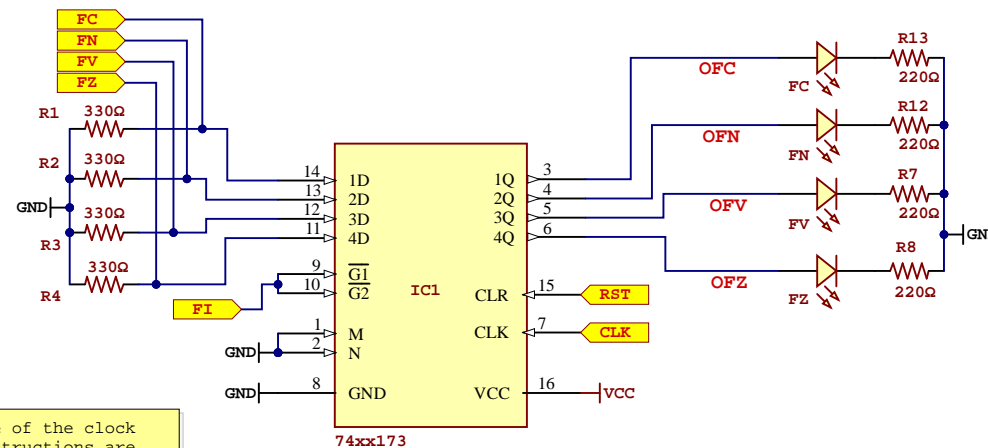 FC
FN
FV
FZ
R1
330Ω
R2
330Ω
GND
R3
330Ω
R4
330Ω
FI
GND
GND
14
13
12
11
9
10
1
2
8
1D
2D
3D
4D
G1
G2
M
N
GND
IC1
1Q
2Q
3Q
4Q
CLR
CLK
VCC
3
4
5
6
15
7
16
RST
CLK
VCC
74xx173
OFC
OFN
OFV
OFZ
FC
FN
FV
FZ
R13
220Ω
R12
220Ω
R7
220Ω
R8
220Ω
GN
of the clock
tructions are